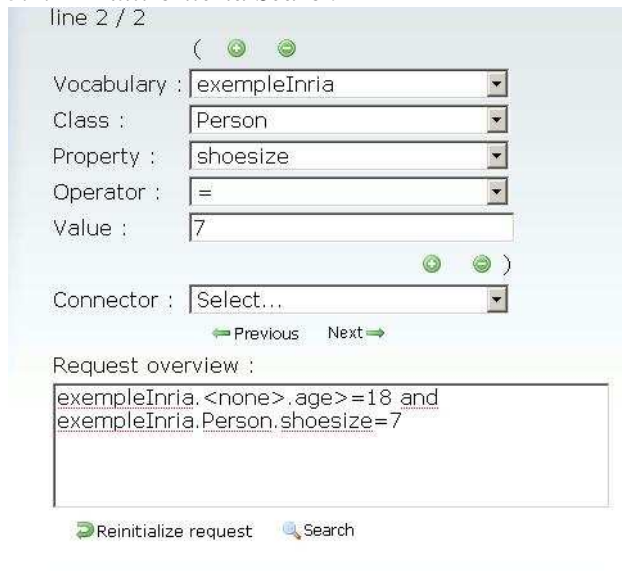 line 2 / 2
(
Vocabulary : exempleInria
Class : Person
Property : shoesize
Operator : =
Value : 7
)
Connector : Select...
Previous Next
Request overview :
exempleInria.<none>.age>=18 and
exempleInria.Person.shoesize=7
Reinitialize request Search